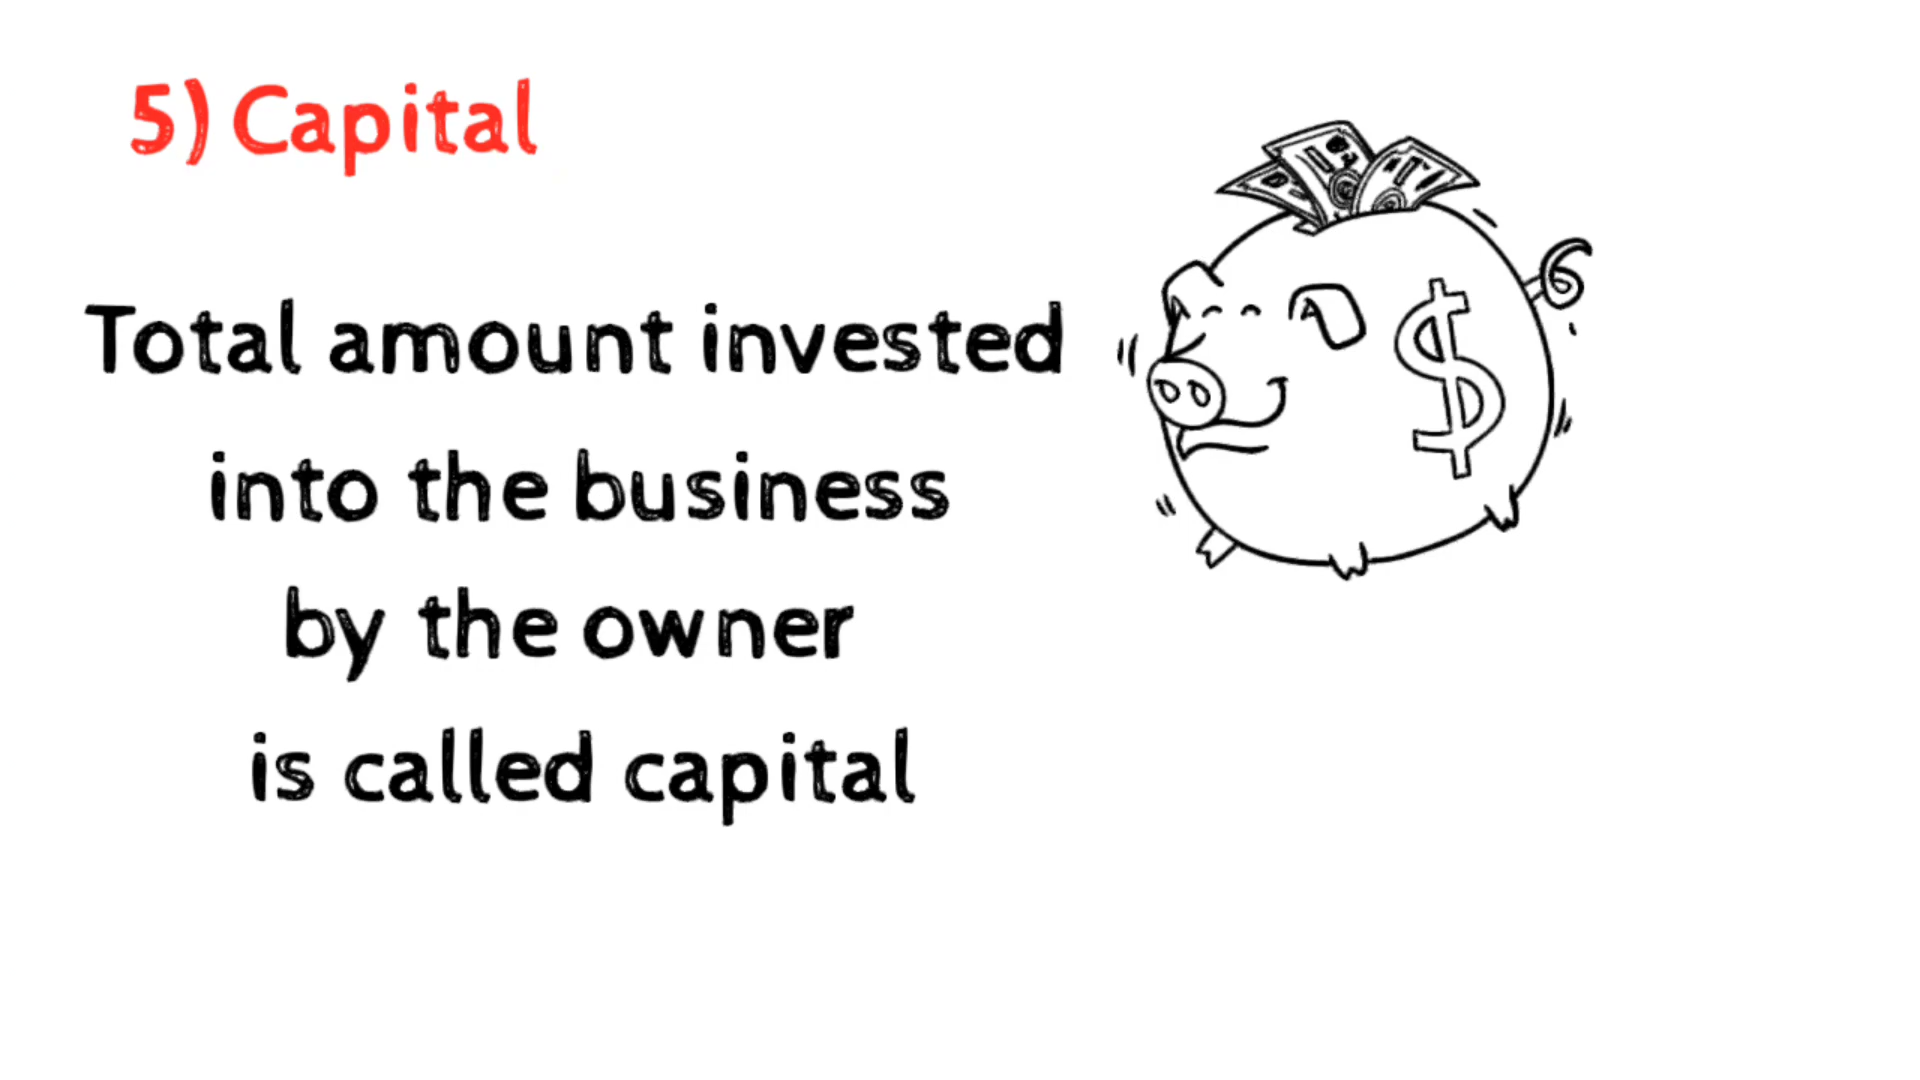 5) Capital
Total amount invested
into the business
by the owner
is called capital
$